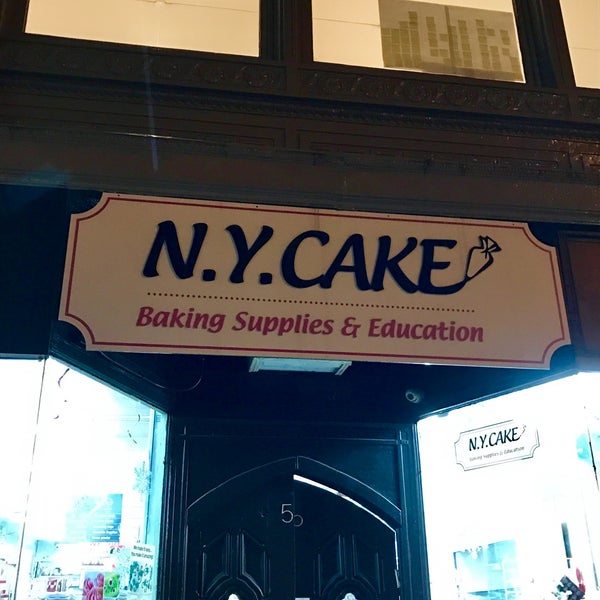 N.Y.CAKE
Baking Supplies & Education
N.Y.CAKE
Baking Supplies & Education